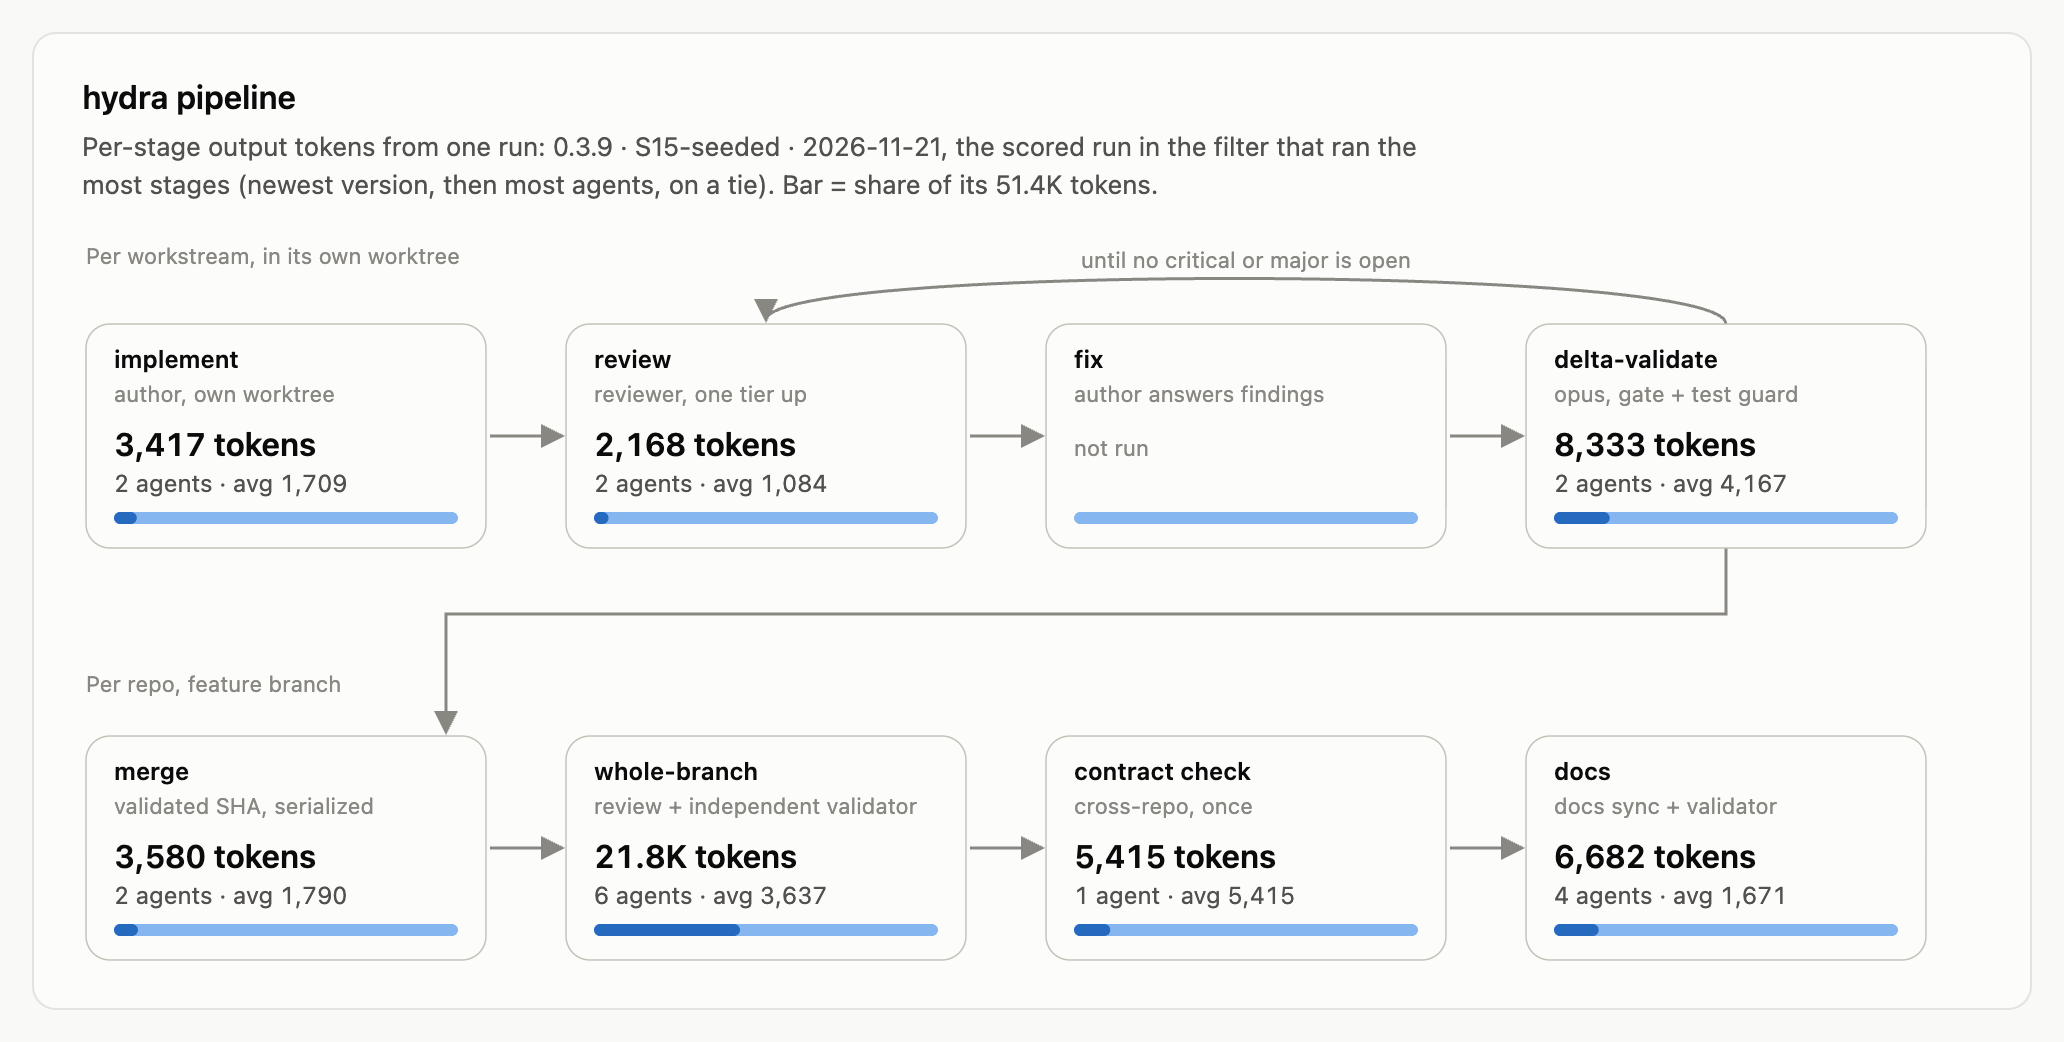 hydra pipeline
Per-stage output tokens from one run: 0.3.9 · S15-seeded · 2026-11-21, the scored run in the filter that ran the
most stages (newest version, then most agents, on a tie). Bar = share of its 51.4K tokens.
Per workstream, in its own worktree
until no critical or major is open
implement
author, own worktree
3,417 tokens
2 agents · avg 1,709
review
reviewer, one tier up
2,168 tokens
2 agents · avg 1,084
fix
author answers findings
not run
delta-validate
opus, gate + test guard
8,333 tokens
2 agents · avg 4,167
Per repo, feature branch
merge
validated SHA, serialized
3,580 tokens
2 agents · avg 1,790
whole-branch
review + independent validator
21.8K tokens
6 agents · avg 3,637
contract check
cross-repo, once
5,415 tokens
1 agent · avg 5,415
docs
docs sync + validator
6,682 tokens
4 agents · avg 1,671